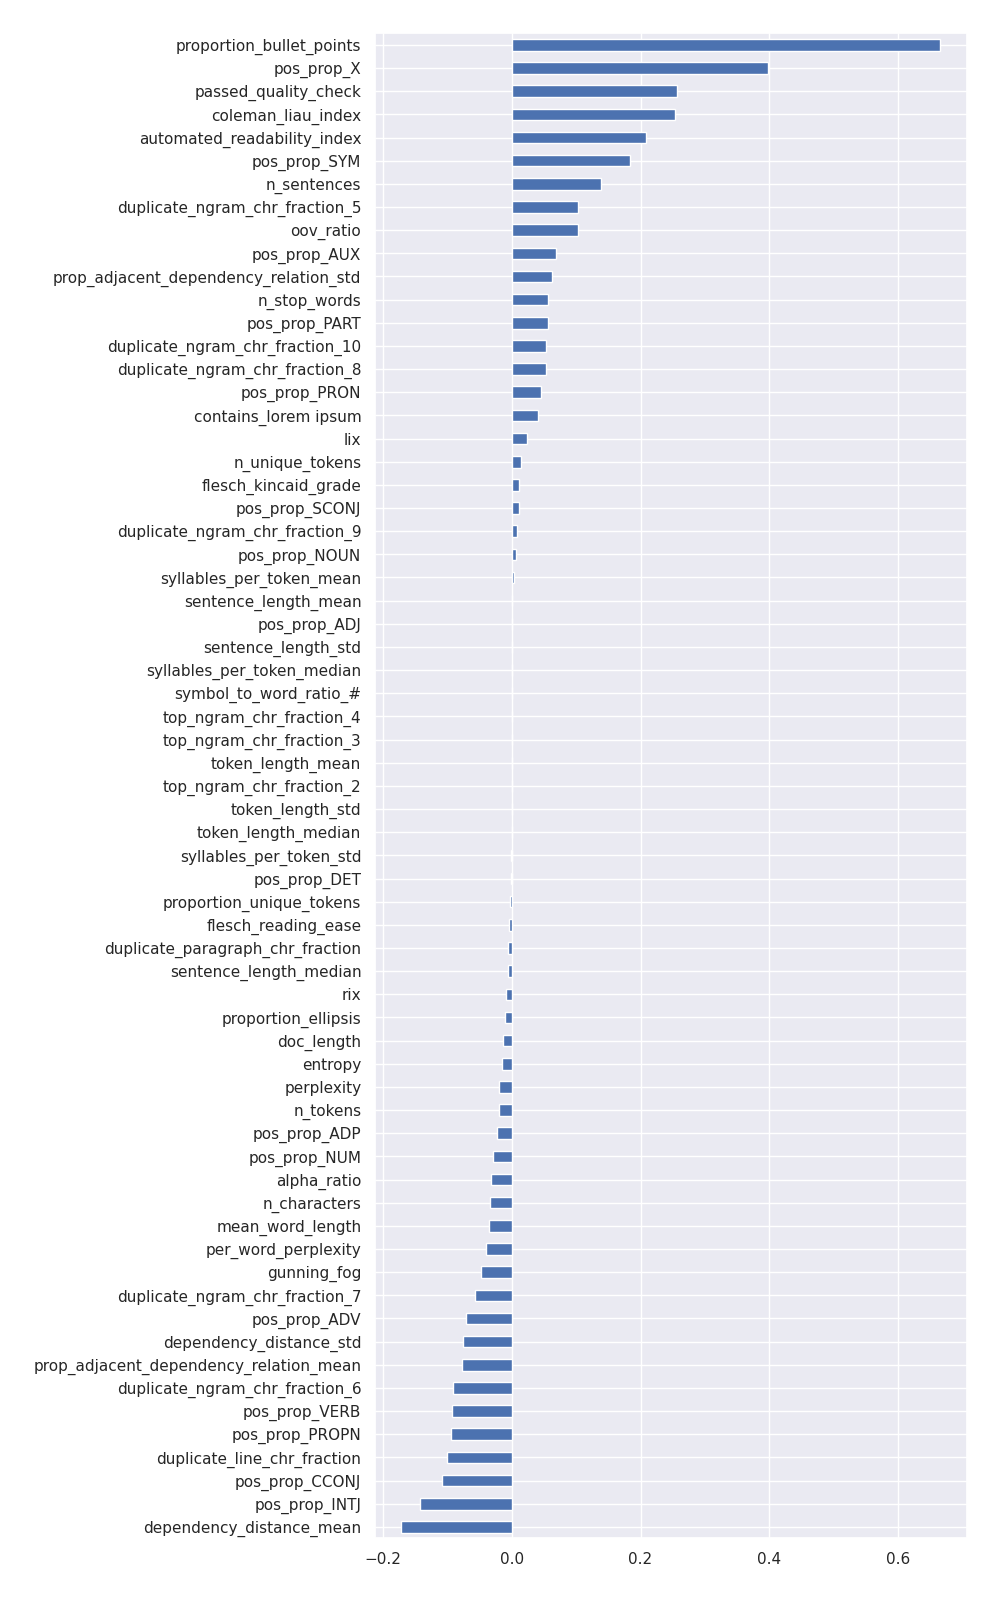 proportion_bullet_points
pos_prop_X
passed_quality_check
coleman_liau_index
automated_readability_index
pos_prop_SYM
n_sentences
duplicate_ngram_chr_fraction_5
oov_ratio
pos_prop_AUX
prop_adjacent_dependency_relation_std
n_stop_words
pos_prop_PART
duplicate_ngram_chr_fraction_10
duplicate_ngram_chr_fraction_8
pos_prop_PRON
contains_lorem ipsum
lix
n_unique_tokens
flesch_kincaid_grade
pos_prop_SCONJ
duplicate_ngram_chr_fraction_9
pos_prop_NOUN
syllables_per_token_mean
sentence_length_mean
pos_prop_ADJ
sentence_length_std
syllables_per_token_median
symbol_to_word_ratio_#
top_ngram_chr_fraction_4
top_ngram_chr_fraction_3
token_length_mean
top_ngram_chr_fraction_2
token_length_std
token_length_median
syllables_per_token_std
pos_prop_DET
proportion_unique_tokens
flesch_reading_ease
duplicate_paragraph_chr_fraction
sentence_length_median
rix
proportion_ellipsis
doc_length
entropy
perplexity
n_tokens
pos_prop_ADP
pos_prop_NUM
alpha_ratio
n_characters
mean_word_length
per_word_perplexity
gunning_fog
duplicate_ngram_chr_fraction_7
pos_prop_ADV
dependency_distance_std
prop_adjacent_dependency_relation_mean
duplicate_ngram_chr_fraction_6
pos_prop_VERB
pos_prop_PROPN
duplicate_line_chr_fraction
pos_prop_CCONJ
pos_prop_INTJ
dependency_distance_mean
−0.2 0.0 0.2 0.4 0.6